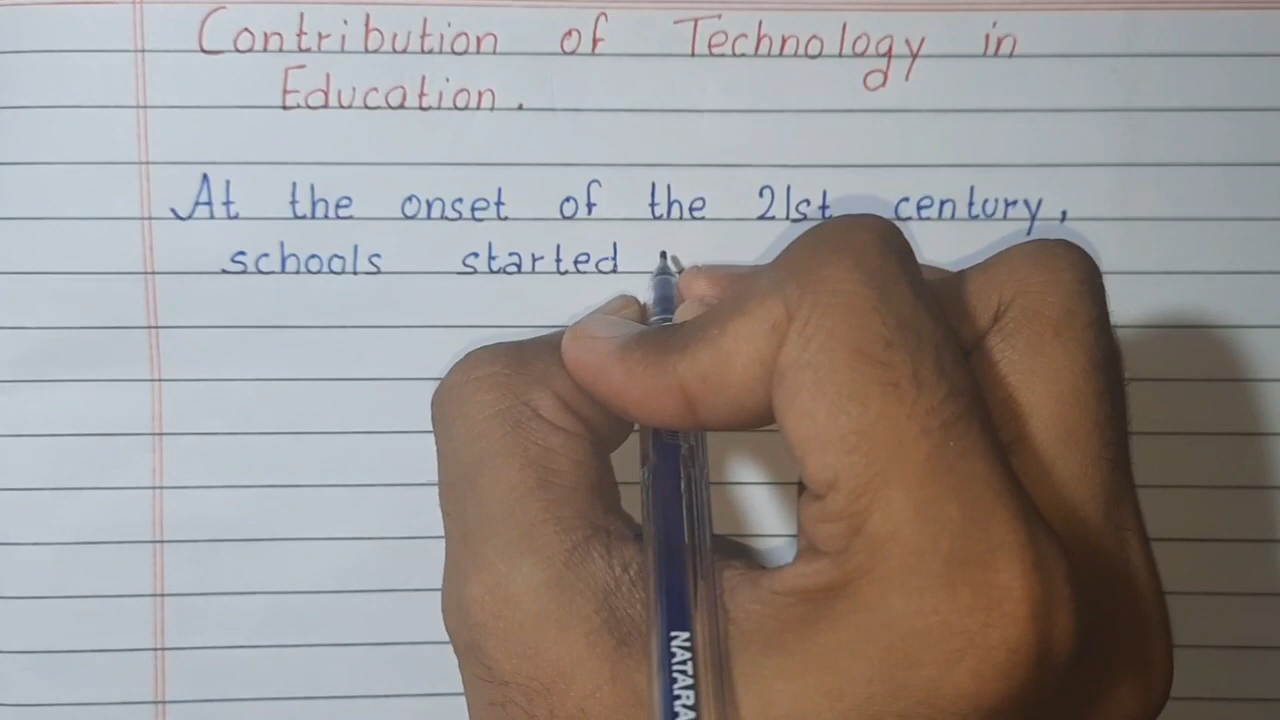 Contribution of Technology in
Education.
At the onset of the 21st century,
schools started
NATARA